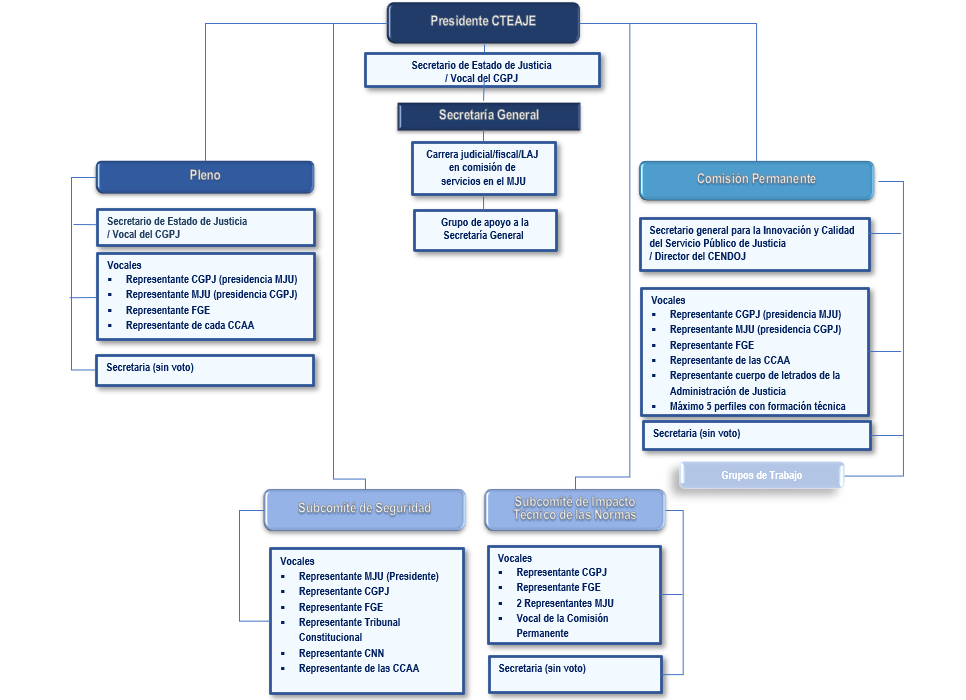 Presidente CTEAJE
Secretario de Estado de Justicia
/ Vocal del CGPJ
Secretaría General
Carrera judicial/fiscal/LAJ
en comisión de
servicios en el MJU
Grupo de apoyo a la
Secretaría General
Pleno
Secretario de Estado de Justicia
/ Vocal del CGPJ
Vocales
▪ Representante CGPJ (presidencia MJU)
▪ Representante MJU (presidencia CGPJ)
▪ Representante FGE
▪ Representante de cada CCAA
Secretaria (sin voto)
Comisión Permanente
Secretario general para la Innovación y Calidad
del Servicio Público de Justicia
/ Director del CENDOJ
Vocales
▪ Representante CGPJ (presidencia MJU)
▪ Representante MJU (presidencia CGPJ)
▪ Representante FGE
▪ Representante de las CCAA
▪ Representante cuerpo de letrados de la
Administración de Justicia
▪ Máximo 5 perfiles con formación técnica
Secretaria (sin voto)
Grupos de Trabajo
Subcomité de Seguridad
Vocales
▪ Representante MJU (Presidente)
▪ Representante CGPJ
▪ Representante FGE
▪ Representante Tribunal
Constitucional
▪ Representante CNN
▪ Representante de las CCAA
Subcomité de Impacto
Técnico de las Normas
Vocales
▪ Representante CGPJ
▪ Representante FGE
▪ 2 Representantes MJU
▪ Vocal de la Comisión
Permanente
Secretaria (sin voto)